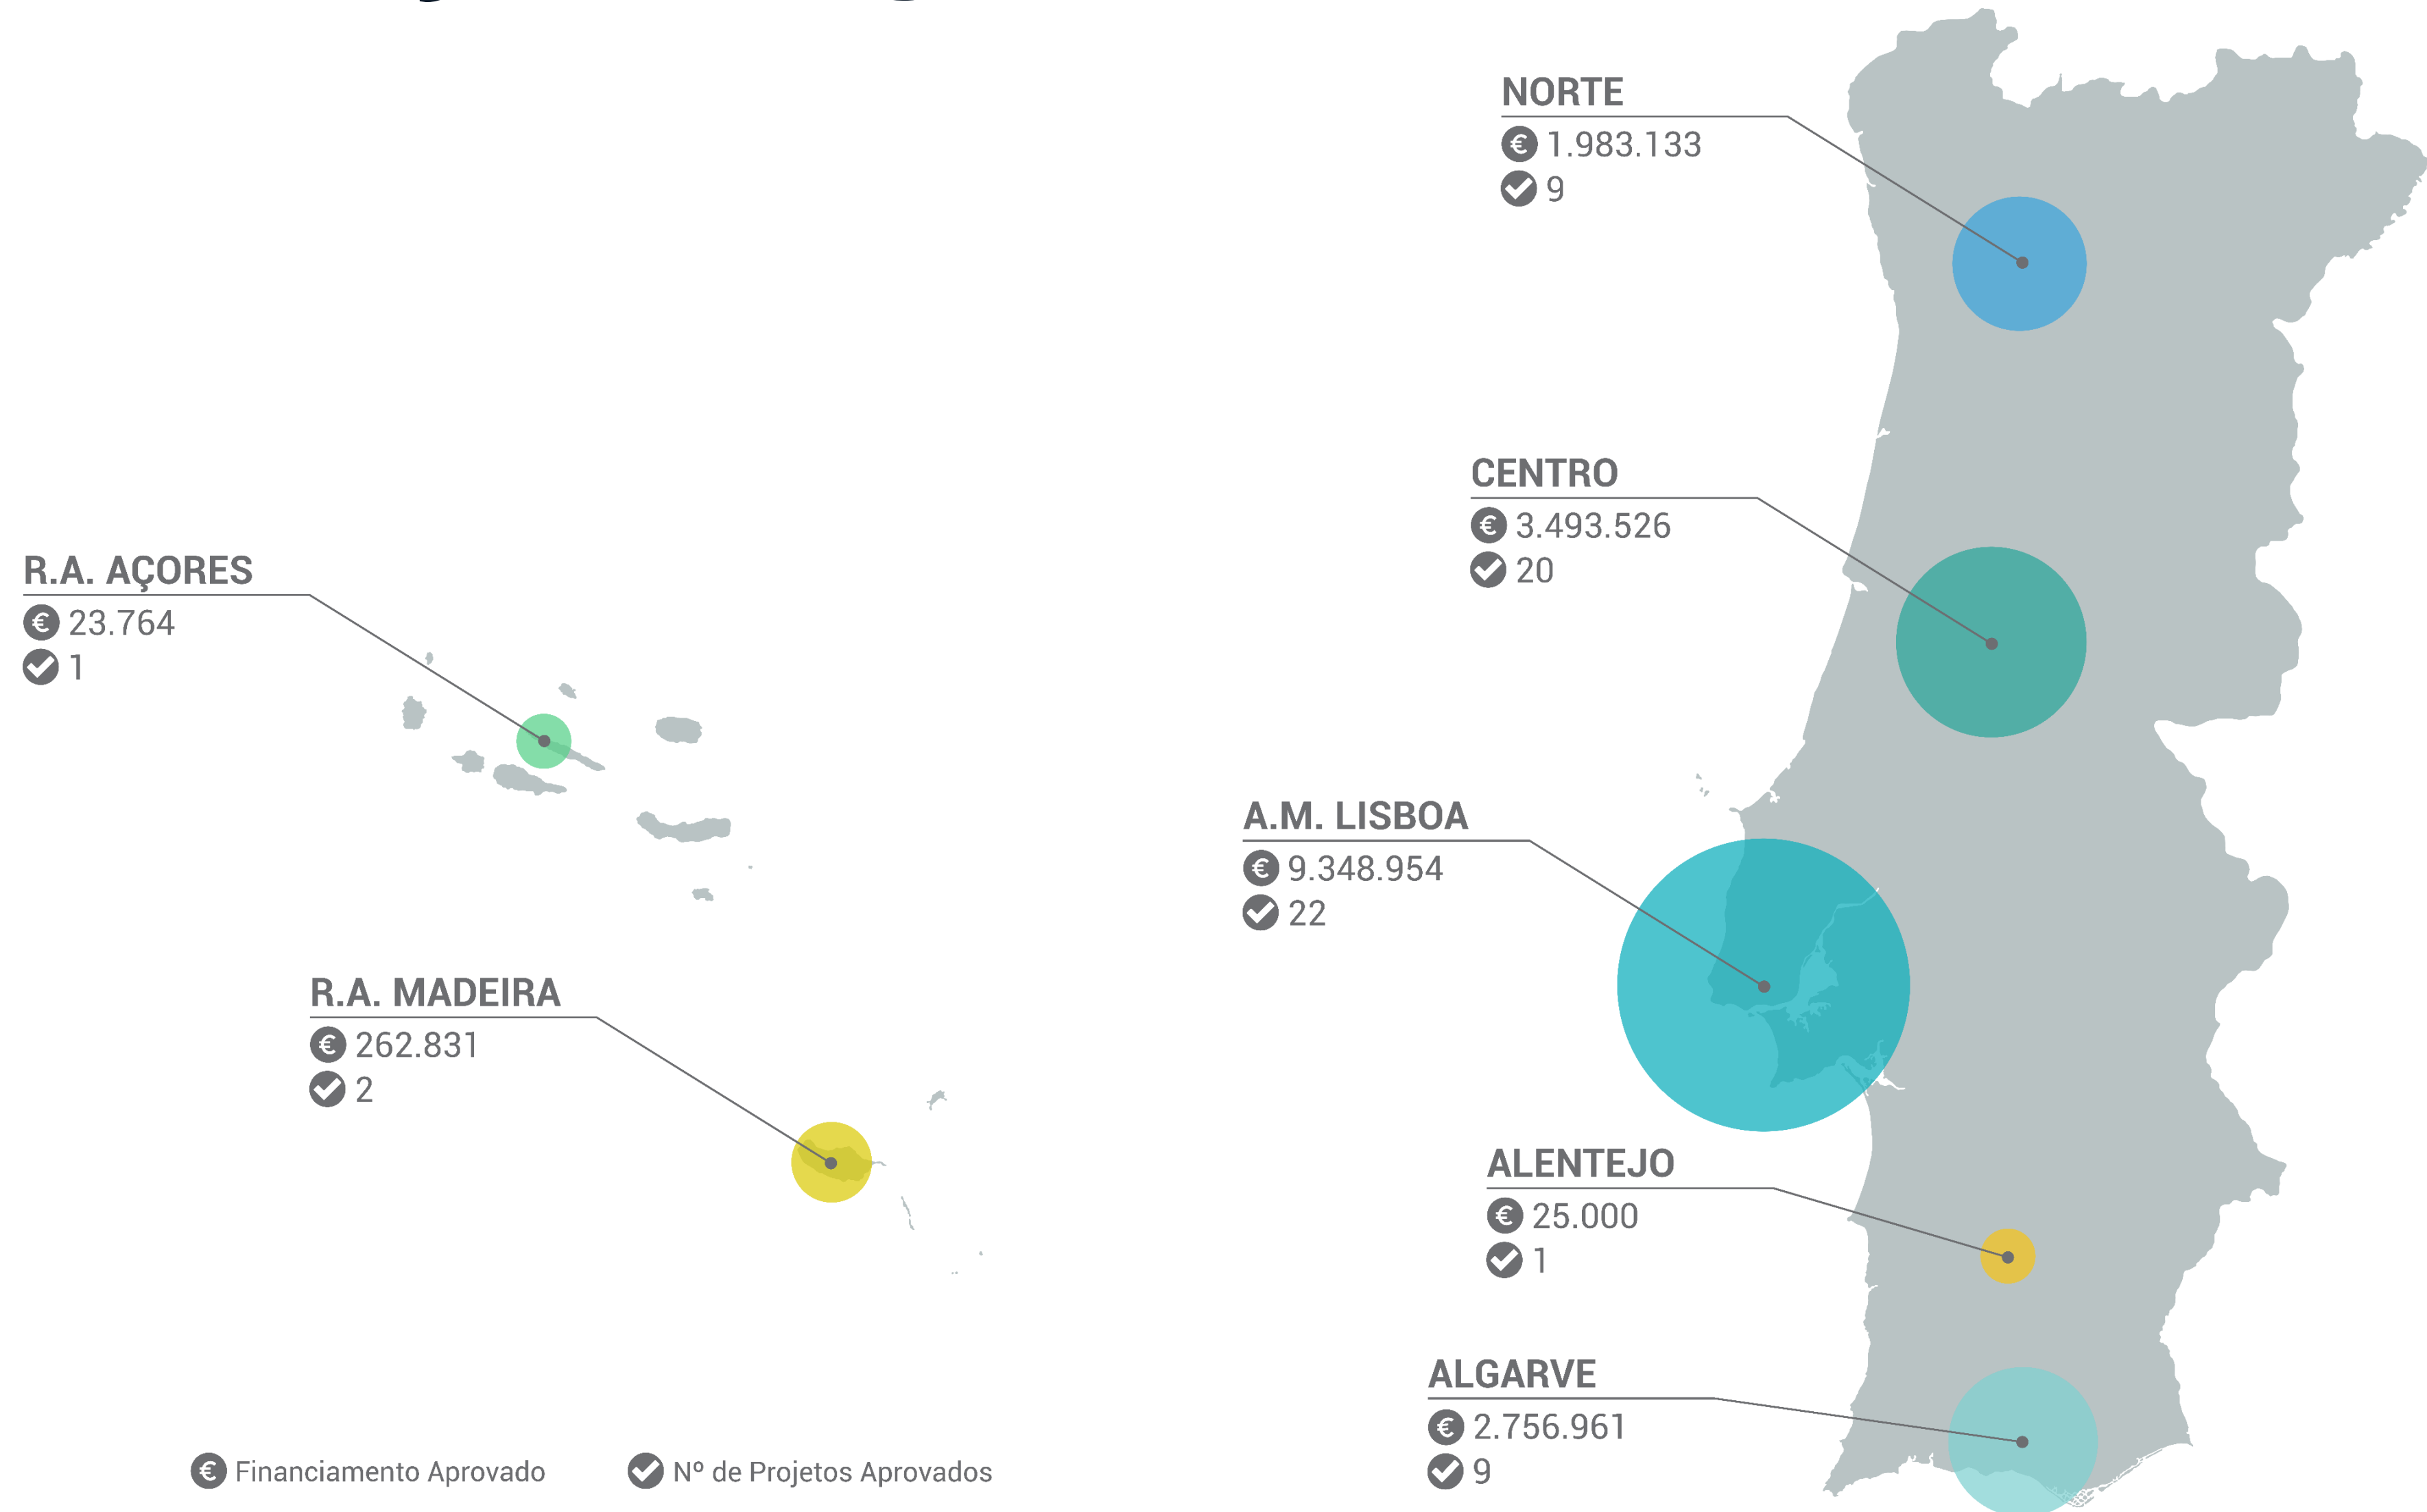 NORTE
€ 1.983.133
9
CENTRO
€ 3.493.526
20
R.A. AÇORES
€ 23.764
1
A.M. LISBOA
€ 9.348.954
22
R.A. MADEIRA
€ 262.831
2
ALENTEJO
€ 25.000
1
ALGARVE
€ 2.756.961
9
€ Financiamento Aprovado
Nº de Projetos Aprovados